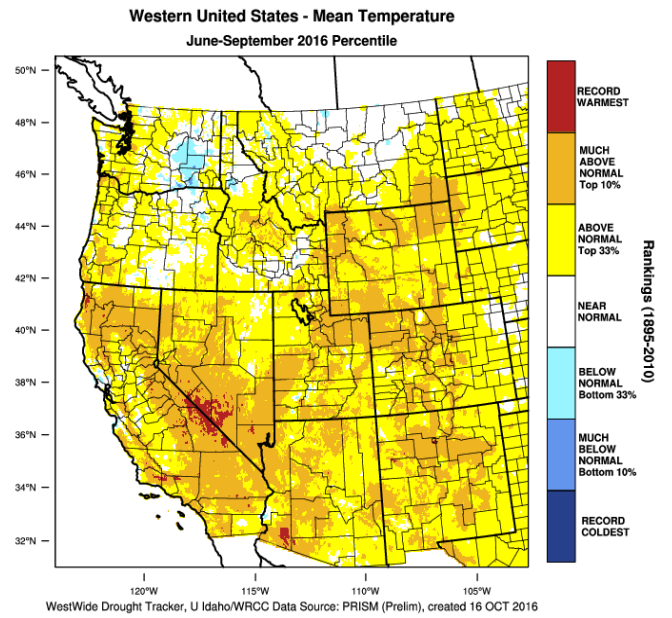 Western United States - Mean Temperature
June-September 2016 Percentile
50°N
48°N
46°N
44°N
42°N
40°N
38°N
36°N
34°N
32°N
120°W
115°W
110°W
105°W
RECORD
WARMEST
MUCH
ABOVE
NORMAL
Top 10%
ABOVE
NORMAL
Top 33%
NEAR
NORMAL
BELOW
NORMAL
Bottom 33%
MUCH
BELOW
NORMAL
Bottom 10%
RECORD
COLDEST
Rankings (1895-2010)
WestWide Drought Tracker, U Idaho/WRCC Data Source: PRISM (Prelim), created 16 OCT 2016